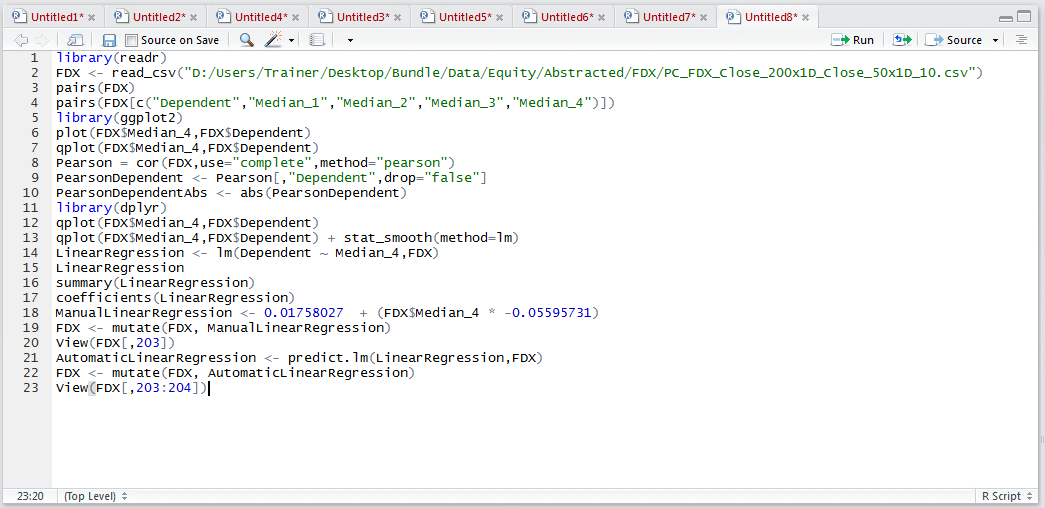 Untitled1* Untitled2* Untitled4* Untitled3* Untitled5* Untitled6* Untitled7* Untitled8*
Source on Save Run Source
1 library(readr)
2 FDX <- read_csv("D:/Users/Trainer/Desktop/Bundle/Data/Equity/Abstracted/FDX/PC_FDX_Close_200x1D_Close_50x1D_10.csv")
3 pairs(FDX)
4 pairs(FDX[c("Dependent","Median_1","Median_2","Median_3","Median_4")])
5 library(ggplot2)
6 plot(FDX$Median_4,FDX$Dependent)
7 qplot(FDX$Median_4,FDX$Dependent)
8 Pearson = cor(FDX,use="complete",method="pearson")
9 PearsonDependent <- Pearson[,"Dependent",drop="false"]
10 PearsonDependentAbs <- abs(PearsonDependent)
11 library(dplyr)
12 qplot(FDX$Median_4,FDX$Dependent)
13 qplot(FDX$Median_4,FDX$Dependent) + stat_smooth(method=lm)
14 LinearRegression <- lm(Dependent ~ Median_4,FDX)
15 LinearRegression
16 summary(LinearRegression)
17 coefficients(LinearRegression)
18 ManualLinearRegression <- 0.01758027  + (FDX$Median_4 * -0.05595731)
19 FDX <- mutate(FDX, ManualLinearRegression)
20 View(FDX[,203])
21 AutomaticLinearRegression <- predict.lm(LinearRegression,FDX)
22 FDX <- mutate(FDX, AutomaticLinearRegression)
23 View(FDX[,203:204])
23:20 (Top Level) R Script